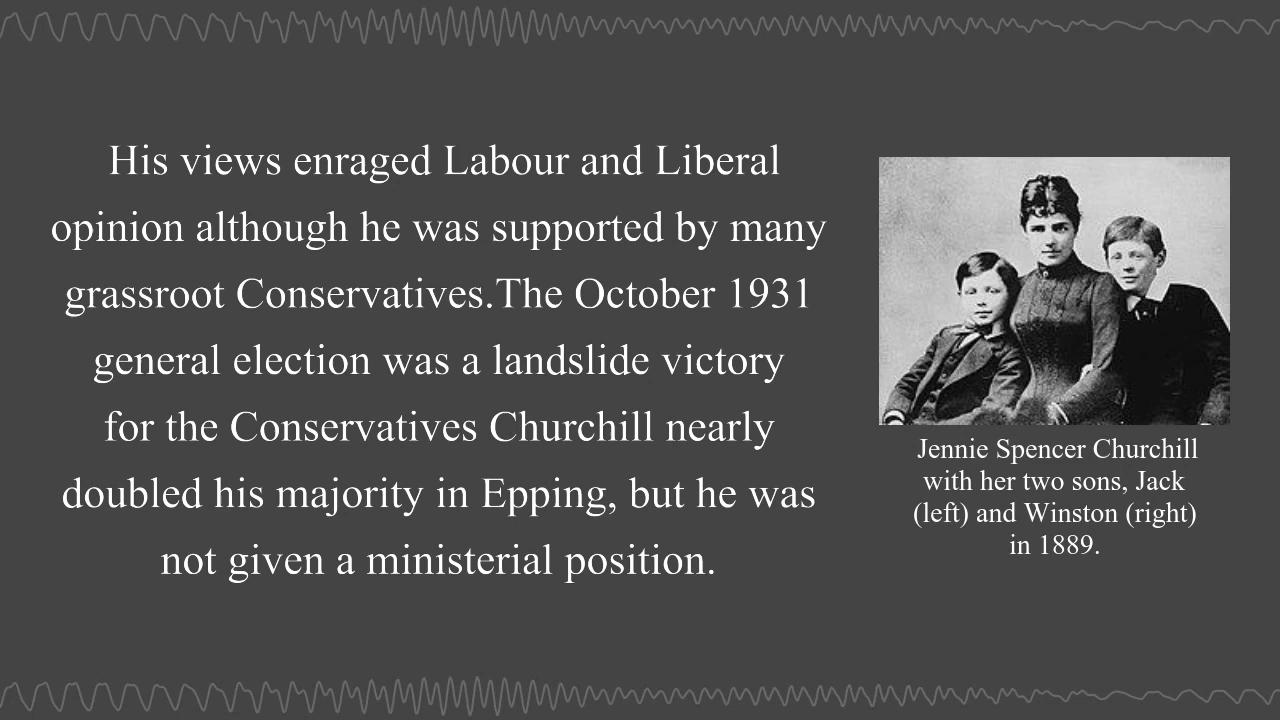 His views enraged Labour and Liberal
opinion although he was supported by many
grassroot Conservatives.The October 1931
general election was a landslide victory
for the Conservatives Churchill nearly
doubled his majority in Epping, but he was
not given a ministerial position.
Jennie Spencer Churchill
with her two sons, Jack
(left) and Winston (right)
in 1889.